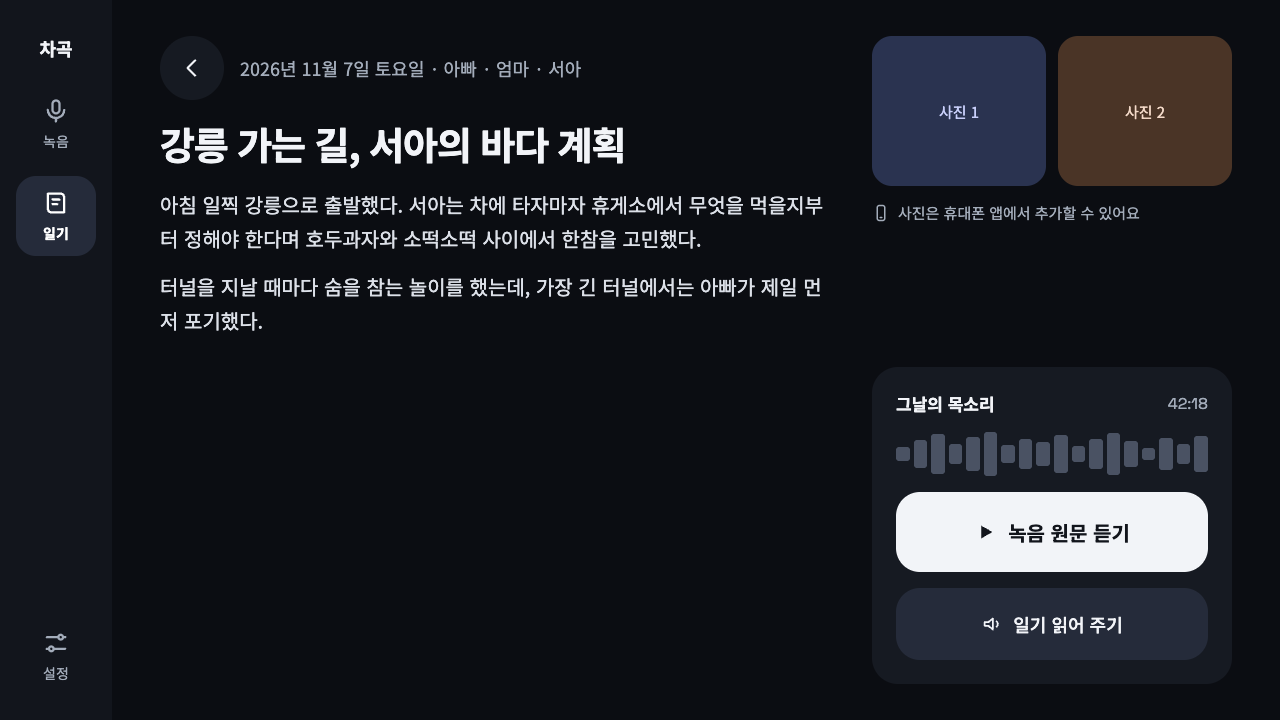 차곡
녹음
일기
설정
2026년 11월 7일 토요일 · 아빠 · 엄마 · 서아
강릉 가는 길, 서아의 바다 계획
아침 일찍 강릉으로 출발했다. 서아는 차에 타자마자 휴게소에서 무엇을 먹을지부
터 정해야 한다며 호두과자와 소떡소떡 사이에서 한참을 고민했다.
터널을 지날 때마다 숨을 참는 놀이를 했는데, 가장 긴 터널에서는 아빠가 제일 먼
저 포기했다.
사진 1
사진 2
사진은 휴대폰 앱에서 추가할 수 있어요
그날의 목소리
42:18
녹음 원문 듣기
일기 읽어 주기